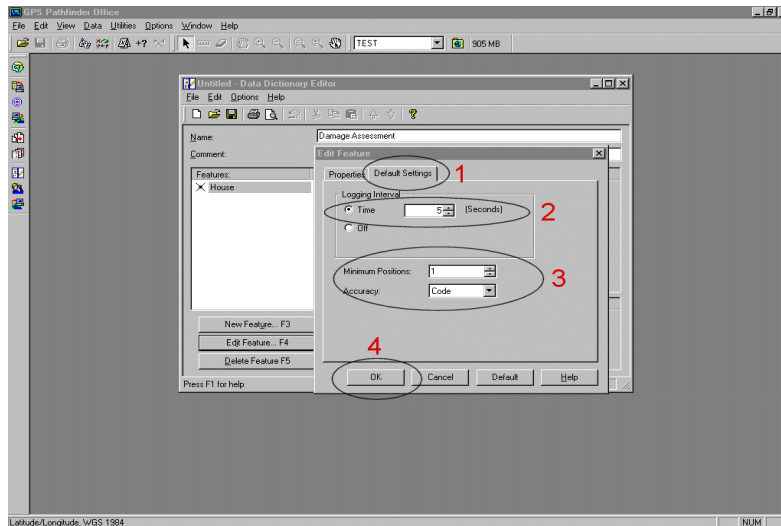 GPS Pathfinder Office
File Edit View Data Utilities Options Window Help
+? TEST 905 MB
Untitled - Data Dictionary Editor
File Edit Options Help
Name: Damage Assessment
Comment:
Edit Feature
Features:
House
Properties Default Settings 1
Logging Interval
Time 5 (Seconds) 2
Off
Minimum Positions: 1
Accuracy: Code
3
New Feature... F3
Edit Feature... F4
Delete Feature F5
4
OK Cancel Default Help
Press F1 for help
Latitude/Longitude, WGS 1984 NUM